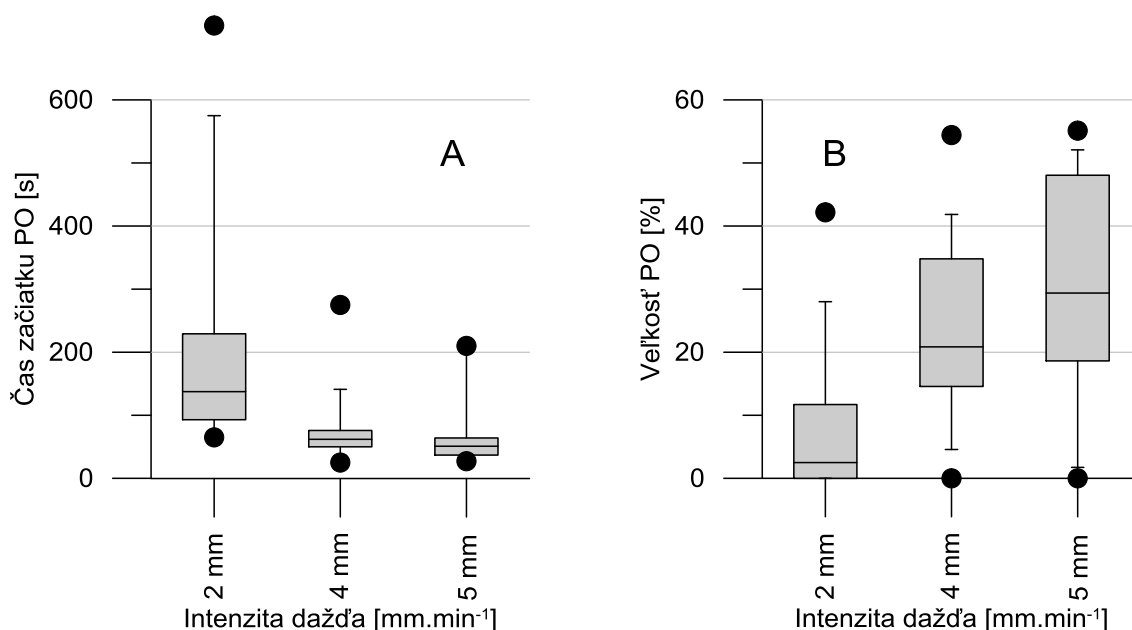 Čas začiatku PO [s]
600
400
200
0
A
2 mm
4 mm
5 mm
Intenzita dažďa [mm.min⁻¹]
Veľkosť PO [%]
60
40
20
0
B
2 mm
4 mm
5 mm
Intenzita dažďa [mm.min⁻¹]